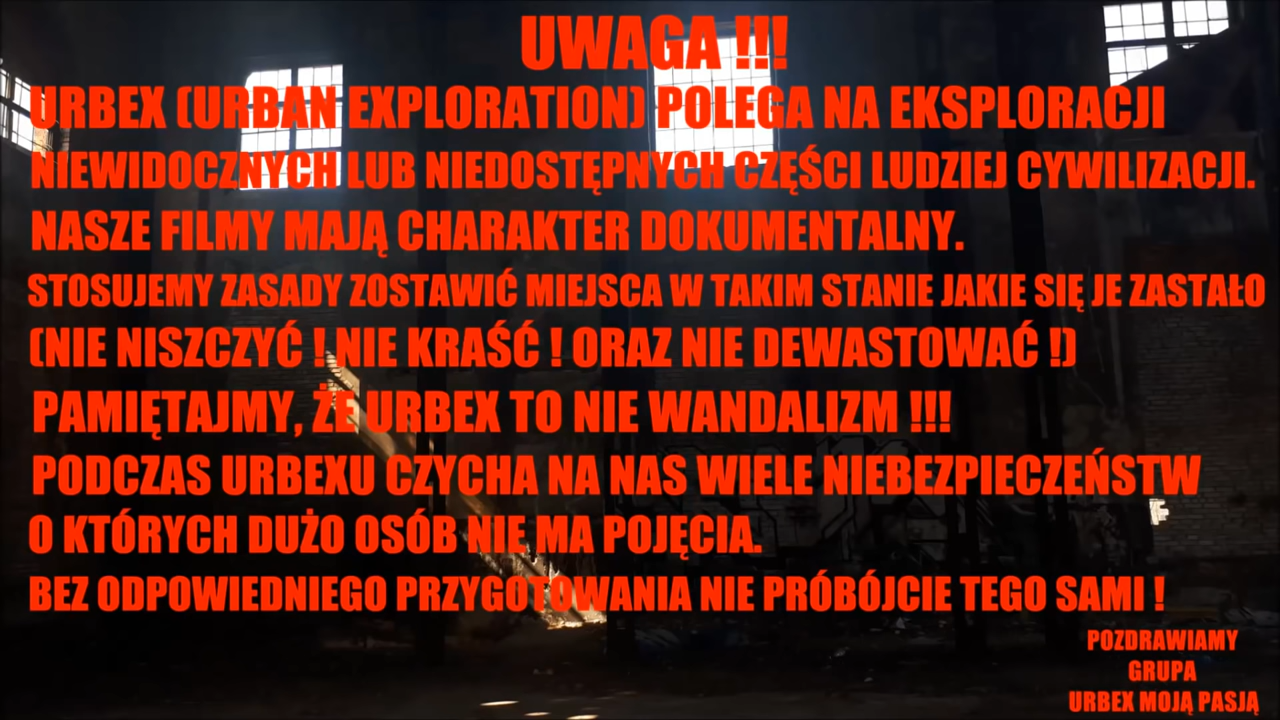 UWAGA !!!
URBEX (URBAN EXPLORATION) POLEGA NA EKSPLORACJI
NIEWIDOCZNYCH LUB NIEDOSTĘPNYCH CZĘŚCI LUDZIEJ CYWILIZACJI.
NASZE FILMY MAJĄ CHARAKTER DOKUMENTALNY.
STOSUJEMY ZASADY ZOSTAWIĆ MIEJSCA W TAKIM STANIE JAKIE SIĘ JE ZASTAŁO
(NIE NISZCZYĆ ! NIE KRAŚĆ ! ORAZ NIE DEWASTOWAĆ !)
PAMIĘTAJMY, ŻE URBEX TO NIE WANDALIZM !!!
PODCZAS URBEXU CZYCHA NA NAS WIELE NIEBEZPIECZEŃSTW
O KTÓRYCH DUŻO OSÓB NIE MA POJĘCIA.
BEZ ODPOWIEDNIEGO PRZYGOTOWANIA NIE PRÓBÓJCIE TEGO SAMI !
POZDRAWIAMY
GRUPA
URBEX MOJĄ PASJĄ